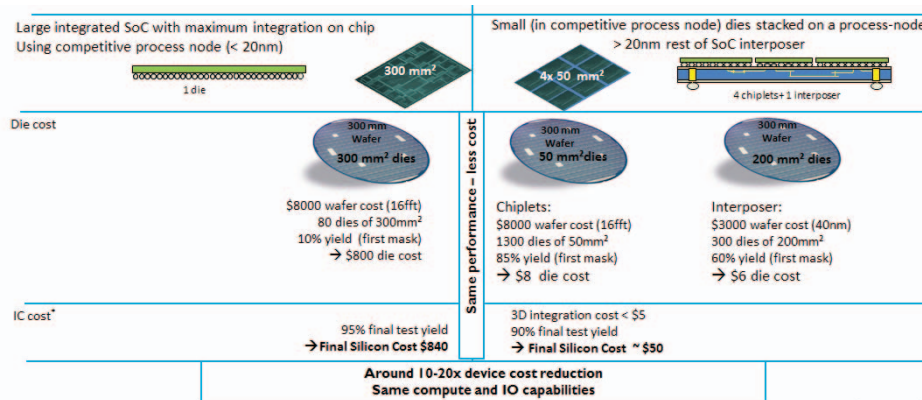 Large integrated SoC with maximum integration on chip
Using competitive process node (< 20nm)
1 die
300 mm²
Small (in competitive process node) dies stacked on a process-node
> 20nm rest of SoC interposer
4x 50 mm²
4 chiplets+ 1 interposer
Die cost
300 mm
Wafer
300 mm² dies
$8000 wafer cost (16fft)
80 dies of 300mm²
10% yield (first mask)
→ $800 die cost
Same performance – less cost
300 mm
Wafer
50 mm²dies
Chiplets:
$8000 wafer cost (16fft)
1300 dies of 50mm²
85% yield (first mask)
→ $8 die cost
300 mm
Wafer
200 mm² dies
Interposer:
$3000 wafer cost (40nm)
300 dies of 200mm²
60% yield (first mask)
→ $6 die cost
IC cost*
95% final test yield
→Final Silicon Cost $840
3D integration cost < $5
90% final test yield
→ Final Silicon Cost ~ $50
Around 10-20x device cost reduction
Same compute and IO capabilities